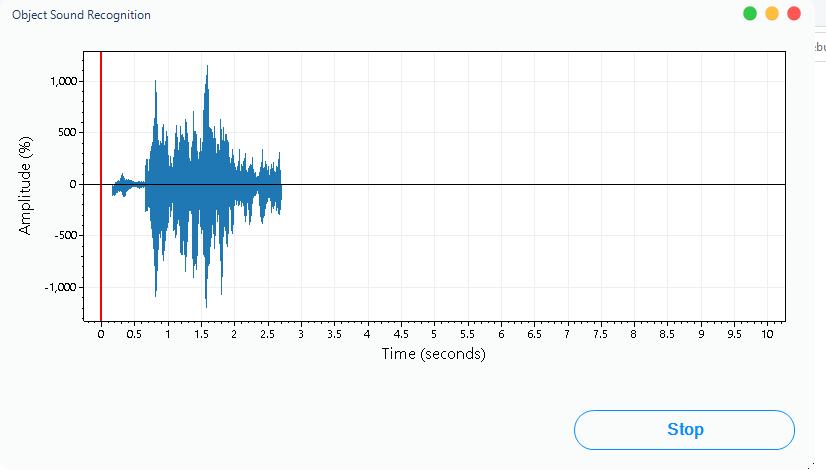 Object Sound Recognition
ebu
Amplitude (%)
1,000
500
0
-500
-1,000
0 0.5 1 1.5 2 2.5 3 3.5 4 4.5 5 5.5 6 6.5 7 7.5 8 8.5 9 9.5 10
Time (seconds)
Stop